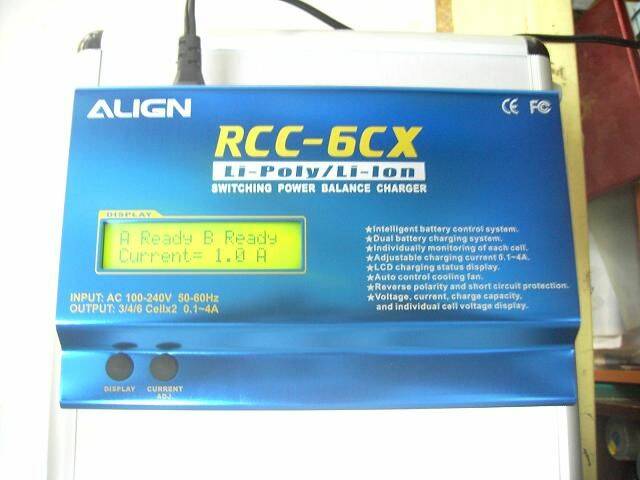 ALIGN
CE FC
RCC-6CX
Li-Poly/Li-Ion
SWITCHING POWER BALANCE CHARGER
DISPLAY
A Ready B Ready
Current= 1.0 A
★Intelligent battery control system.
★Dual battery charging system.
★Individually monitoring of each cell.
★Adjustable charging current 0.1~4A.
★LCD charging status display.
★Auto control cooling fan.
★Reverse polarity and short circuit protection.
★Voltage, current, charge capacity,
and individual cell voltage display.
INPUT: AC 100-240V 50-60Hz
OUTPUT: 3/4/6 Cellx2 0.1~4A
DISPLAY
CURRENT
ADJ.